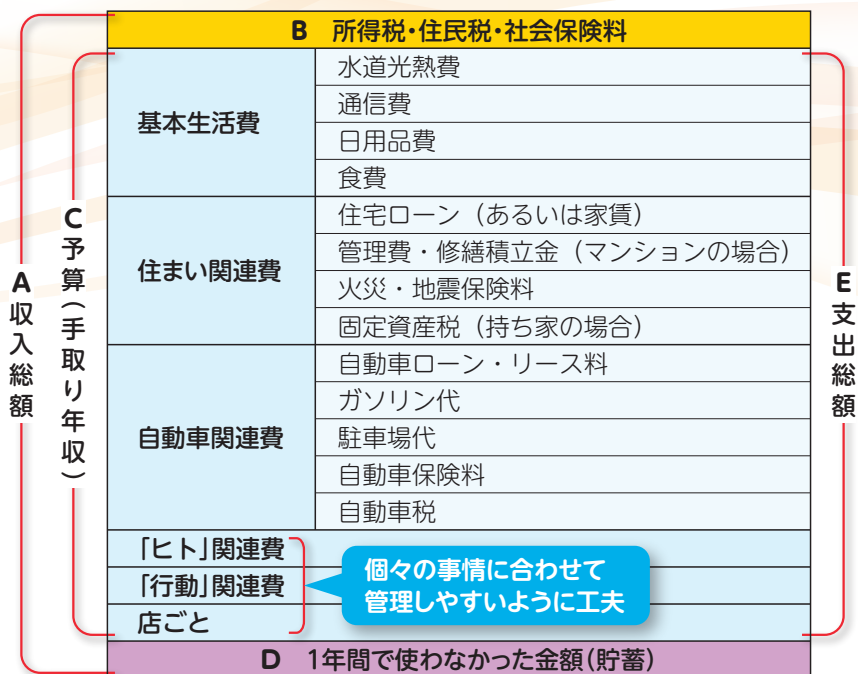 B 所得税・住民税・社会保険料
A 収入総額
C 予算（手取り年収）
基本生活費
水道光熱費
通信費
日用品費
食費
住まい関連費
住宅ローン（あるいは家賃）
管理費・修繕積立金（マンションの場合）
火災・地震保険料
固定資産税（持ち家の場合）
自動車関連費
自動車ローン・リース料
ガソリン代
駐車場代
自動車保険料
自動車税
「ヒト」関連費
「行動」関連費
店ごと
個々の事情に合わせて
管理しやすいように工夫
E 支出総額
D 1年間で使わなかった金額（貯蓄）